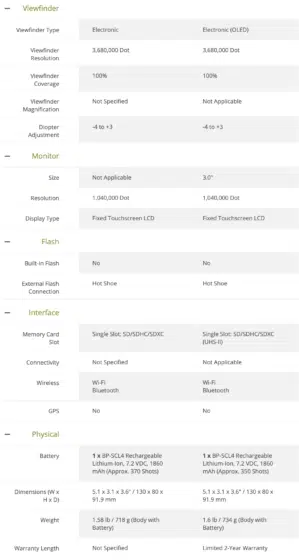 Viewfinder
Viewfinder Type Electronic Electronic (OLED)
Viewfinder Resolution 3,680,000 Dot 3,680,000 Dot
Viewfinder Coverage 100% 100%
Viewfinder Magnification Not Specified Not Applicable
Diopter Adjustment -4 to +3 -4 to +3
Monitor
Size Not Applicable 3.0"
Resolution 1,040,000 Dot 1,040,000 Dot
Display Type Fixed Touchscreen LCD Fixed Touchscreen LCD
Flash
Built-in Flash No No
External Flash Connection Hot Shoe Hot Shoe
Interface
Memory Card Slot Single Slot: SD/SDHC/SDXC Single Slot: SD/SDHC/SDXC (UHS-II)
Connectivity Not Specified Not Applicable
Wireless Wi-Fi Bluetooth Wi-Fi Bluetooth
GPS No No
Physical
Battery 1 x BP-SCL4 Rechargeable Lithium-Ion, 7.2 VDC, 1860 mAh (Approx. 370 Shots) 1 x BP-SCL4 Rechargeable Lithium-Ion, 7.2 VDC, 1860 mAh (Approx. 350 Shots)
Dimensions (W x H x D) 5.1 x 3.1 x 3.6" / 130 x 80 x 91.9 mm 5.1 x 3.1 x 3.6" / 130 x 80 x 91.9 mm
Weight 1.58 lb / 718 g (Body with Battery) 1.6 lb / 734 g (Body with Battery)
Warranty Length Not Specified Limited 2-Year Warranty